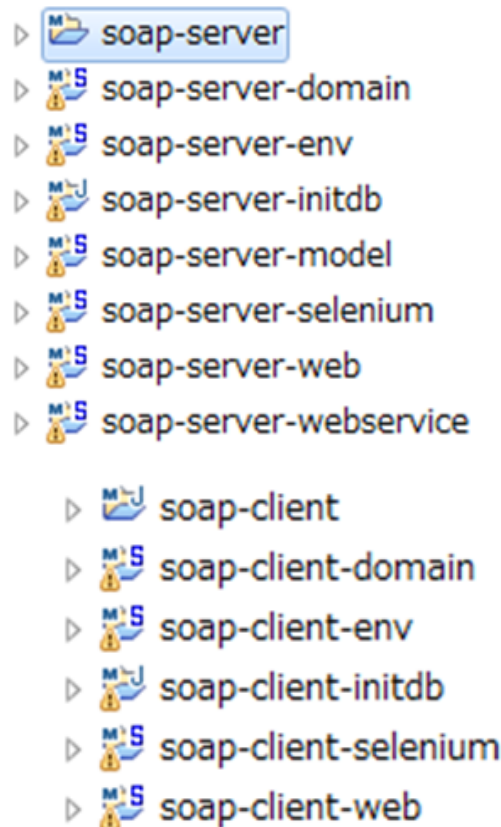 soap-server
soap-server-domain
soap-server-env
soap-server-initdb
soap-server-model
soap-server-selenium
soap-server-web
soap-server-webservice
soap-client
soap-client-domain
soap-client-env
soap-client-initdb
soap-client-selenium
soap-client-web